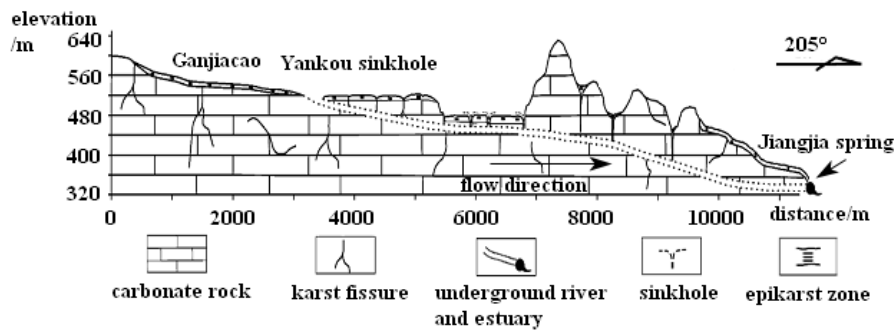 elevation
/m
640
560
480
400
320
Ganjiacao
Yankou sinkhole
205°
Jiangjia spring
flow direction
0
2000
4000
6000
8000
10000
distance/m
carbonate rock
karst fissure
underground river
and estuary
sinkhole
epikarst zone